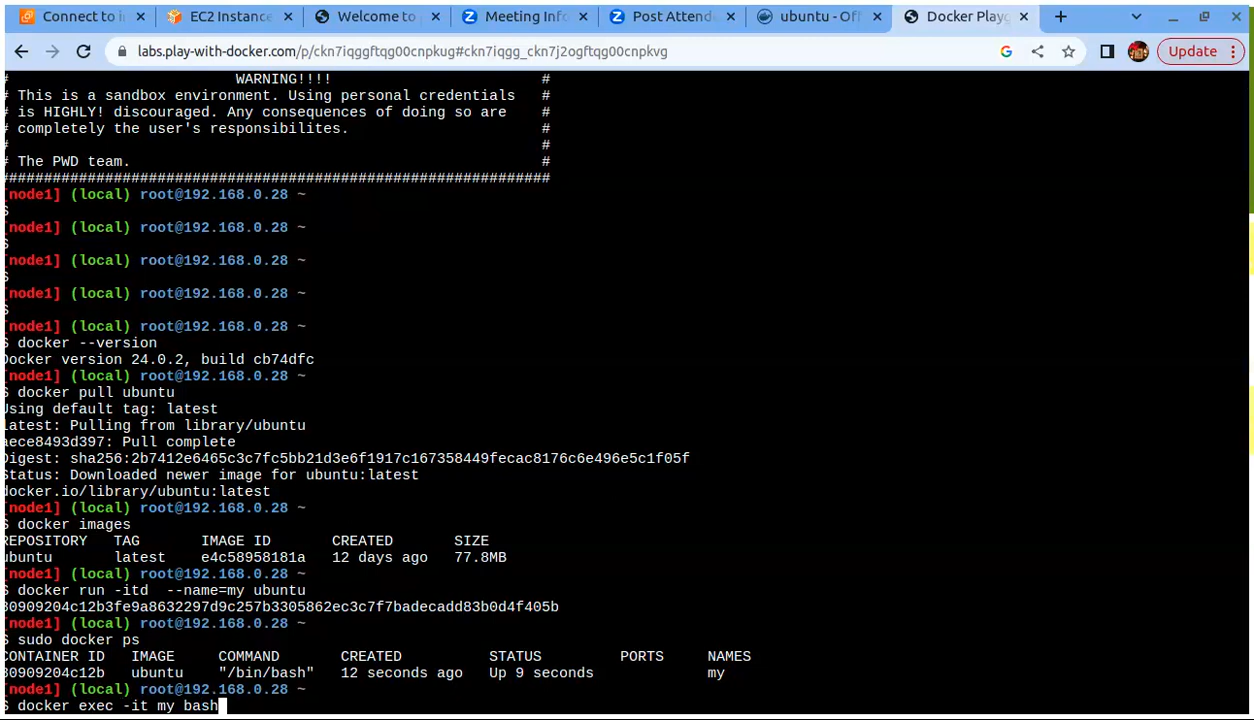 Connect to i
EC2 Instance
Welcome to
Meeting Info
Post Attend
ubuntu - Off
Docker Playg
labs.play-with-docker.com/p/ckn7iqggftqg00cnpkug#ckn7iqgg_ckn7j2ogftqg00cnpkvg
Update
# WARNING!!!! #
# This is a sandbox environment. Using personal credentials #
# is HIGHLY! discouraged. Any consequences of doing so are #
# completely the user's responsibilites. #
# #
# The PWD team. #
###############################################################
[node1] (local) root@192.168.0.28 ~
$
[node1] (local) root@192.168.0.28 ~
$
[node1] (local) root@192.168.0.28 ~
$
[node1] (local) root@192.168.0.28 ~
$
[node1] (local) root@192.168.0.28 ~
$ docker --version
Docker version 24.0.2, build cb74dfc
[node1] (local) root@192.168.0.28 ~
$ docker pull ubuntu
Using default tag: latest
latest: Pulling from library/ubuntu
aece8493d397: Pull complete
Digest: sha256:2b7412e6465c3c7fc5bb21d3e6f1917c167358449fecac8176c6e496e5c1f05f
Status: Downloaded newer image for ubuntu:latest
docker.io/library/ubuntu:latest
[node1] (local) root@192.168.0.28 ~
$ docker images
REPOSITORY TAG IMAGE ID CREATED SIZE
ubuntu latest e4c58958181a 12 days ago 77.8MB
[node1] (local) root@192.168.0.28 ~
$ docker run -itd --name=my ubuntu
30909204c12b3fe9a8632297d9c257b3305862ec3c7f7badecadd83b0d4f405b
[node1] (local) root@192.168.0.28 ~
$ sudo docker ps
CONTAINER ID IMAGE COMMAND CREATED STATUS PORTS NAMES
30909204c12b ubuntu "/bin/bash" 12 seconds ago Up 9 seconds my
[node1] (local) root@192.168.0.28 ~
$ docker exec -it my bash